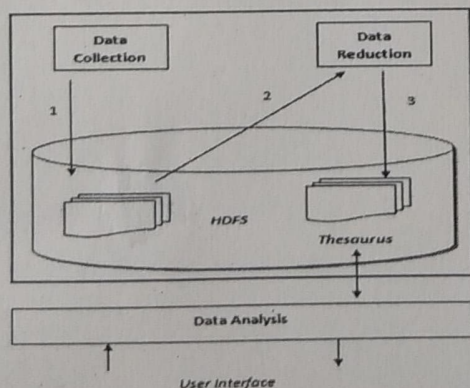 Data
Collection
Data
Reduction
1
2
3
HDFS
Thesaurus
Data Analysis
User Interface